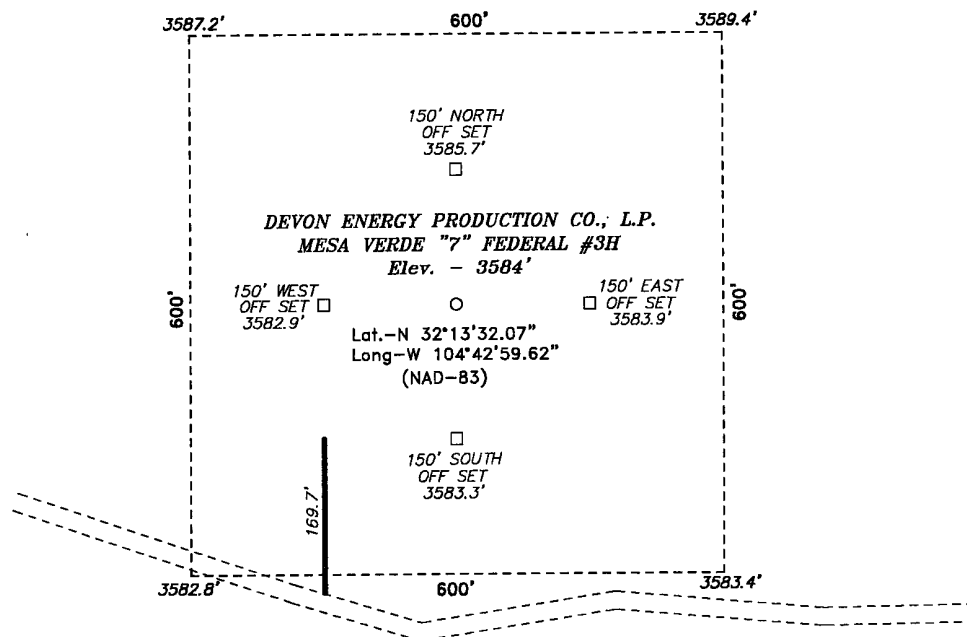 3587.2'
600'
3589.4'
150' NORTH
OFF SET
3585.7'
DEVON ENERGY PRODUCTION CO., L.P.
MESA VERDE "7" FEDERAL #3H
Elev. - 3584'
600'
150' WEST
OFF SET
3582.9'
150' EAST
OFF SET
3583.9'
600'
Lat.-N 32°13'32.07"
Long-W 104°42'59.62"
(NAD-83)
150' SOUTH
OFF SET
3583.3'
169.7'
3582.8'
600'
3583.4'